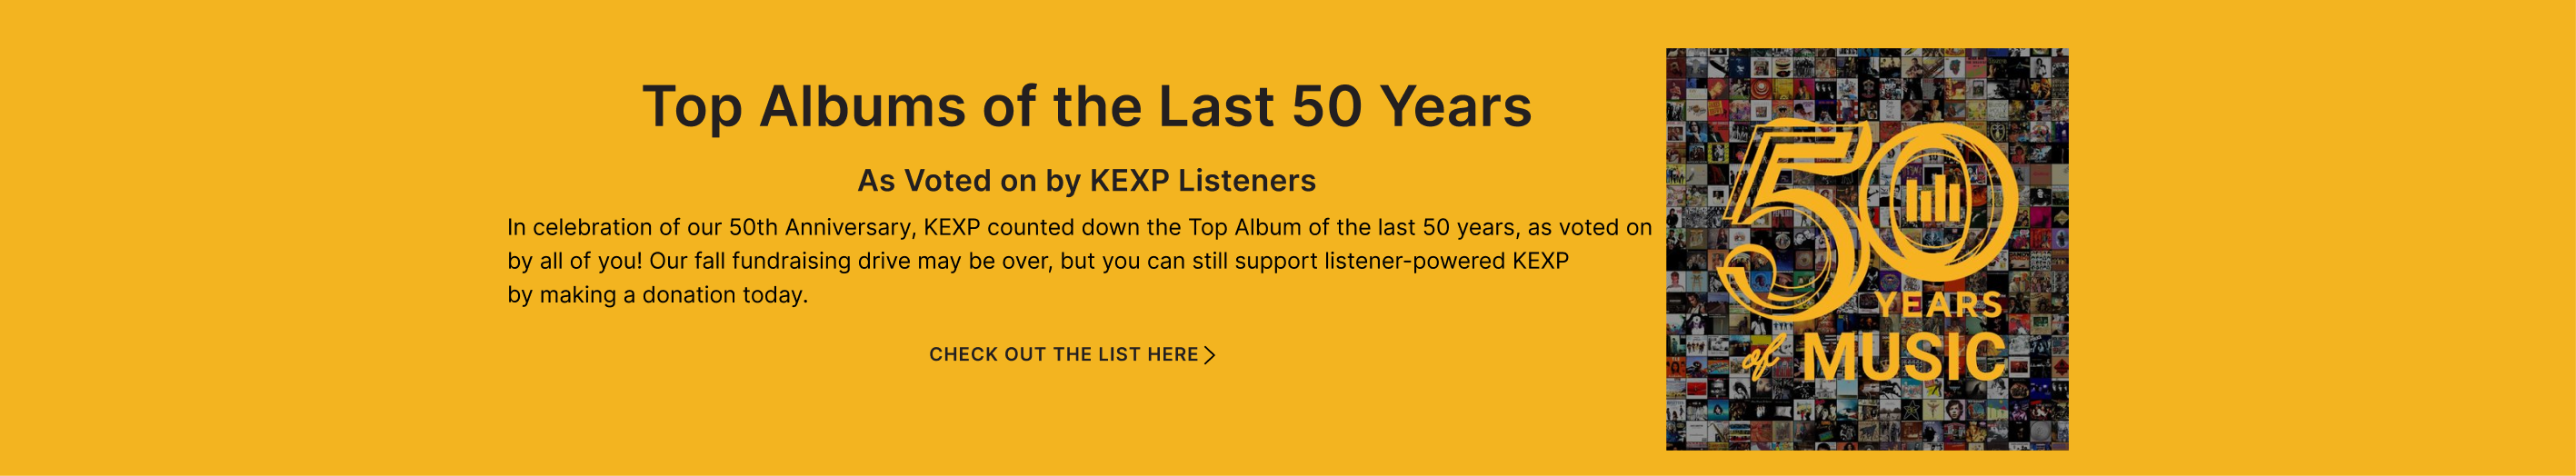 Top Albums of the Last 50 Years
As Voted on by KEXP Listeners
In celebration of our 50th Anniversary, KEXP counted down the Top Album of the last 50 years, as voted on
by all of you! Our fall fundraising drive may be over, but you can still support listener-powered KEXP
by making a donation today.
CHECK OUT THE LIST HERE
50
YEARS
of MUSIC